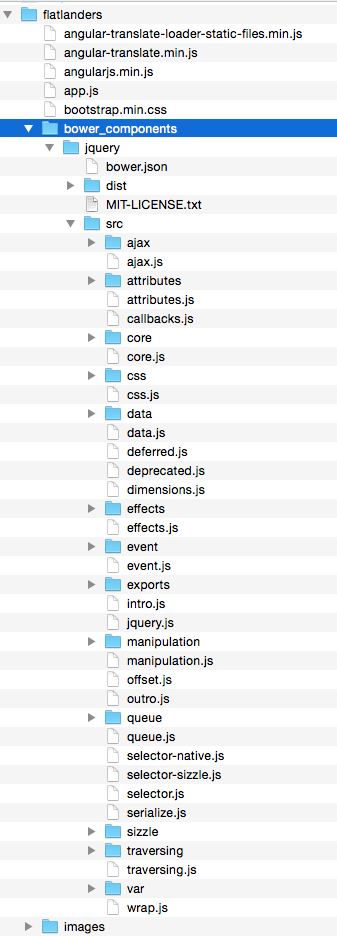 flatlanders
angular-translate-loader-static-files.min.js
angular-translate.min.js
angularjs.min.js
app.js
bootstrap.min.css
bower_components
jquery
bower.json
dist
MIT-LICENSE.txt
src
ajax
ajax.js
attributes
attributes.js
callbacks.js
core
core.js
css
css.js
data
data.js
deferred.js
deprecated.js
dimensions.js
effects
effects.js
event
event.js
exports
intro.js
jquery.js
manipulation
manipulation.js
offset.js
outro.js
queue
queue.js
selector-native.js
selector-sizzle.js
selector.js
serialize.js
sizzle
traversing
traversing.js
var
wrap.js
images